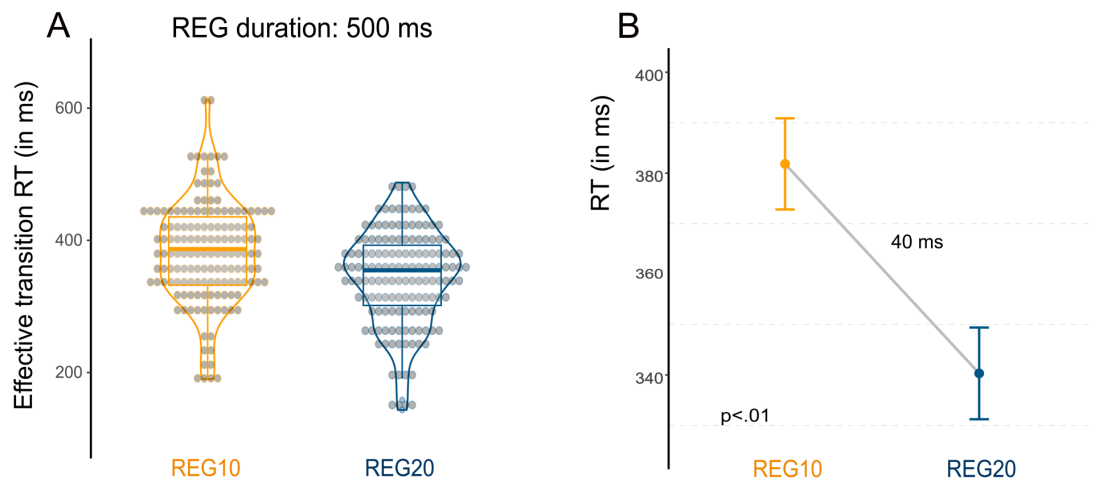 A
REG duration: 500 ms
Effective transition RT (in ms)
600
400
200
REG10
REG20
B
RT (in ms)
400
380
360
340
40 ms
p<.01
REG10
REG20